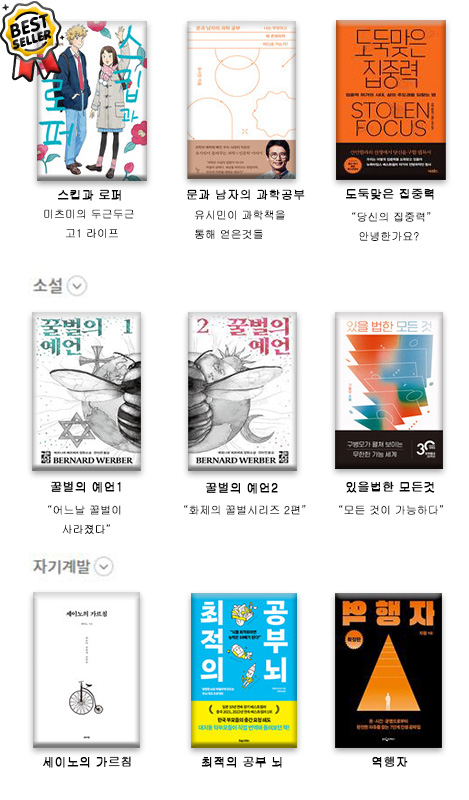 BEST
SELLER
스킵과
로퍼
문과 남자의 과학 공부
유시민 지음
도둑맞은
집중력
STOLEN
FOCUS
스킵과 로퍼
문과 남자의 과학공부
도둑맞은 집중력
미츠미의 두근두근
고1 라이프
유시민이 과학책을
통해 얻은것들
“당신의 집중력”
안녕한가요?
소설
꿀벌의 1
예언
BERNARD WERBER
2 꿀벌의
예언
BERNARD WERBER
있을 법한 모든 것
구병모가 펼쳐 보이는
무한한 가능 세계
30
꿀벌의 예언1
꿀벌의 예언2
있을법한 모든것
“어느날 꿀벌이
사라졌다”
“화제의 꿀벌시리즈 2편”
“모든 것이 가능하다”
자기계발
세이노의 가르침
최적의
공부 뇌
역행자
확장판
세이노의 가르침
최적의 공부 뇌
역행자